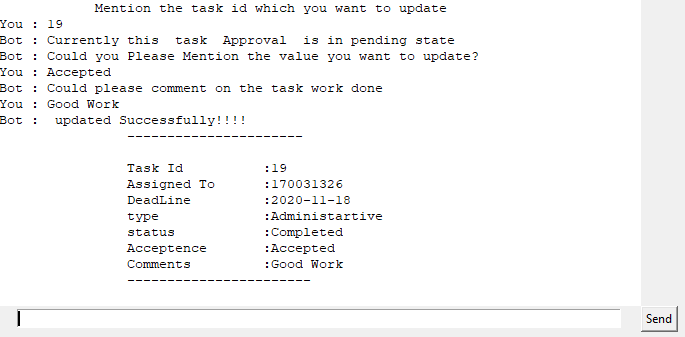 Mention the task id which you want to update
You : 19
Bot : Currently this  task  Approval  is in pending state
Bot : Could you Please Mention the value you want to update?
You : Accepted
Bot : Could please comment on the task work done
You : Good Work
Bot :  updated Successfully!!!!
----------------------
Task Id          :19
Assigned To      :170031326
DeadLine         :2020-11-18
type             :Administartive
status           :Completed
Acceptence       :Accepted
Comments         :Good Work
-----------------------
Send